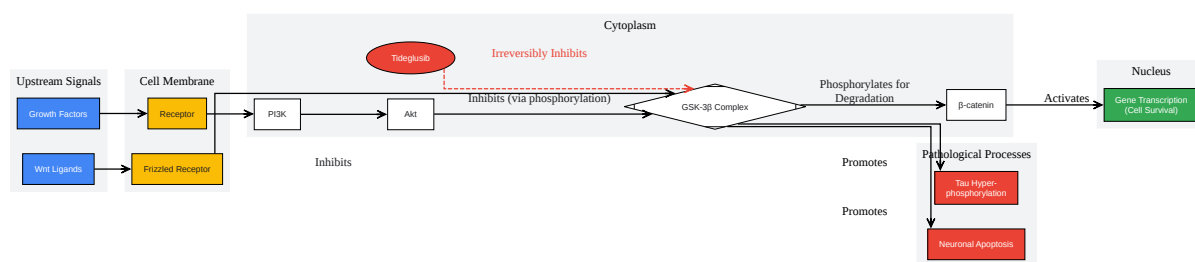 Cytoplasm
Tideglusib
Irreversibly Inhibits
Upstream Signals
Cell Membrane
Nucleus
Growth Factors
Receptor
PI3K
Akt
Inhibits (via phosphorylation)
GSK-3β Complex
Phosphorylates for
Degradation
β-catenin
Activates
Gene Transcription
(Cell Survival)
Wnt Ligands
Frizzled Receptor
Inhibits
Promotes
Pathological Processes
Tau Hyper-
phosphorylation
Promotes
Neuronal Apoptosis